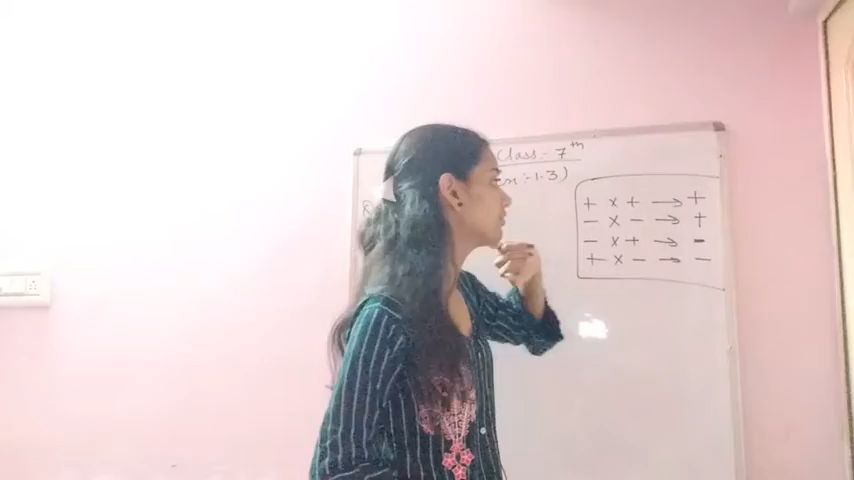 Class:- 7th
:-1.3)
+ x + → +
- x - → +
- x + → -
+ x - → -